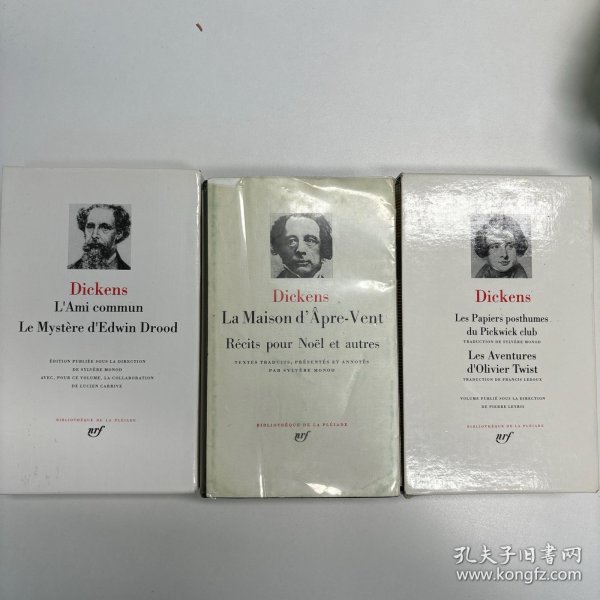 Dickens
L'Ami commun
Le Mystère d'Edwin Drood
ÉDITION PUBLIÉE SOUS LA DIRECTION
DE SYLVÈRE MONOD
AVEC, POUR CE VOLUME, LA COLLABORATION
DE LUCIEN CARRIVE
BIBLIOTHÈQUE DE LA PLÉIADE
nrf
Dickens
La Maison d'Âpre-Vent
Récits pour Noël et autres
TEXTES TRADUITS, PRÉSENTÉS ET ANNOTÉS
PAR SYLVÈRE MONOD
BIBLIOTHÈQUE DE LA PLÉIADE
nrf
Dickens
Les Papiers posthumes
du Pickwick club
TRADUCTION DE SYLVÈRE MONOD
Les Aventures
d'Olivier Twist
TRADUCTION DE FRANCIS LEDOUX
VOLUME PUBLIÉ SOUS LA DIRECTION
DE PIERRE LEYRIS
BIBLIOTHÈQUE DE LA PLÉIADE
nrf
孔夫子旧书网
www.kongfz.com